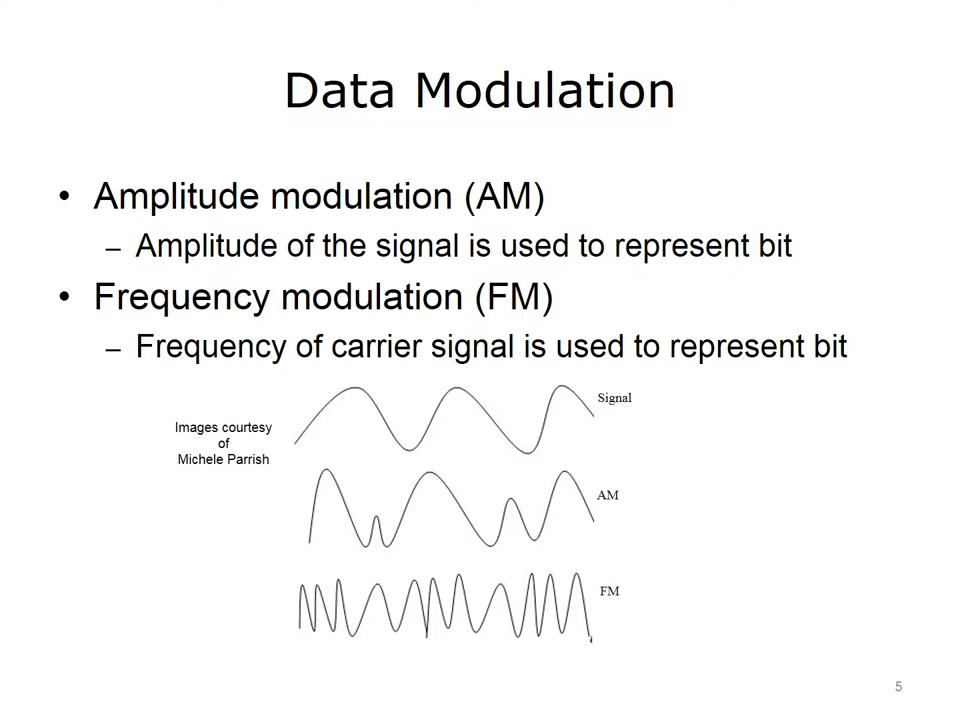 Data Modulation
• Amplitude modulation (AM)
– Amplitude of the signal is used to represent bit
• Frequency modulation (FM)
– Frequency of carrier signal is used to represent bit
Images courtesy
of
Michele Parrish
Signal
AM
FM
5